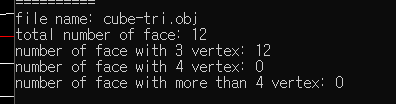 ==========
file name: cube-tri.obj
total number of face: 12
number of face with 3 vertex: 12
number of face with 4 vertex: 0
number of face with more than 4 vertex: 0